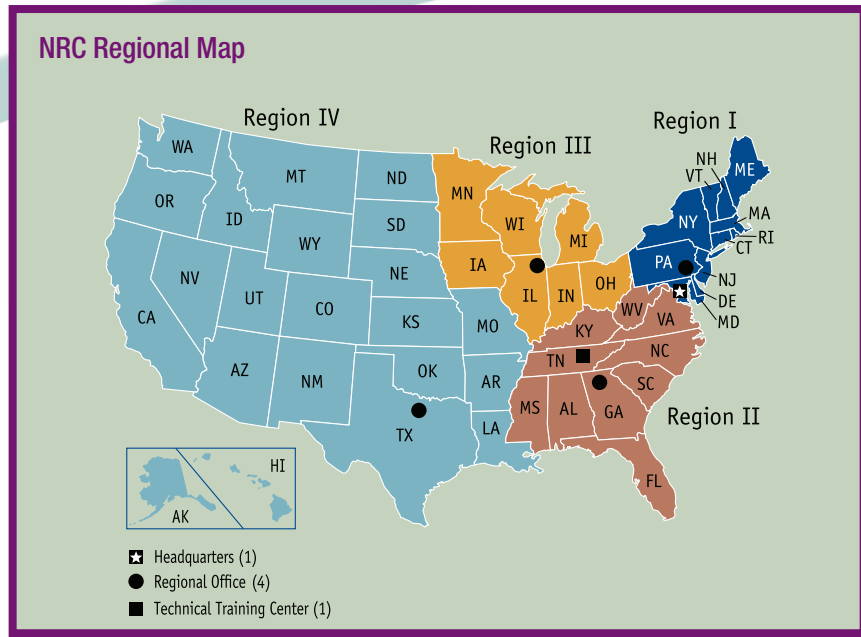 NRC Regional Map
Region IV
Region III
Region I
WA
MT
ND
MN
NH
VT
ME
OR
ID
SD
WI
MI
NY
MA
RI
CT
WY
NV
UT
NE
IA
IL
IN
OH
PA
NJ
DE
MD
CA
CO
KS
MO
KY
WV
VA
AZ
NM
OK
AR
TN
NC
SC
TX
LA
MS
AL
GA
Region II
FL
HI
AK
Headquarters (1)
Regional Office (4)
Technical Training Center (1)